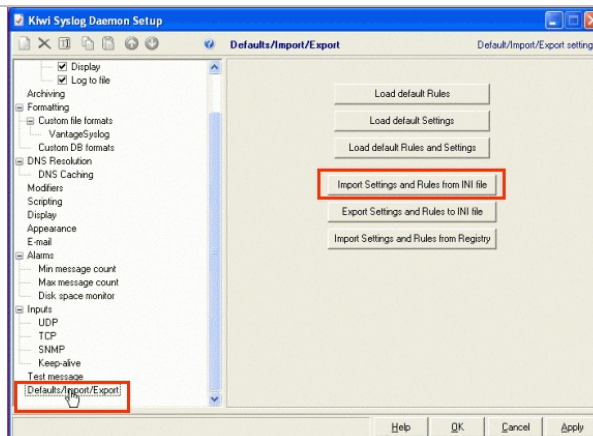 Kiwi Syslog Daemon Setup
Defaults/Import/Export
Default/Import/Export setting
Display
Log to file
Archiving
Formatting
Custom file formats
VantageSyslog
Custom DB formats
DNS Resolution
DNS Caching
Modifiers
Scripting
Display
Appearance
E-mail
Alarms
Min message count
Max message count
Disk space monitor
Inputs
UDP
TCP
SNMP
Keep-alive
Test message
Defaults/Import/Export
Load default Rules
Load default Settings
Load default Rules and Settings
Import Settings and Rules from INI file
Export Settings and Rules to INI file
Import Settings and Rules from Registry
Help
OK
Cancel
Apply